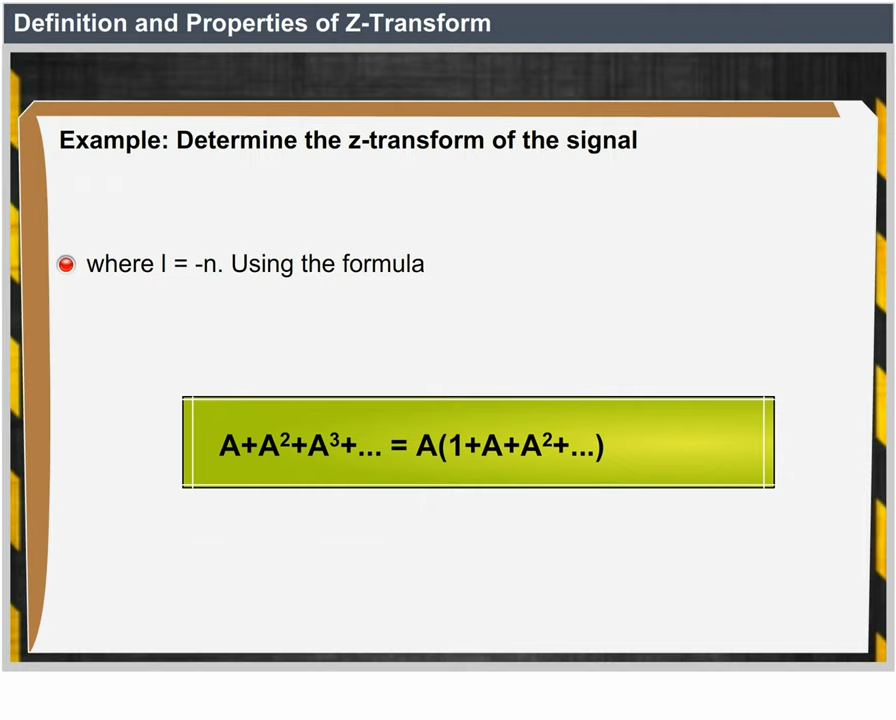 Definition and Properties of Z-Transform
Example: Determine the z-transform of the signal
where l = -n. Using the formula
A+A²+A³+... = A(1+A+A²+...)